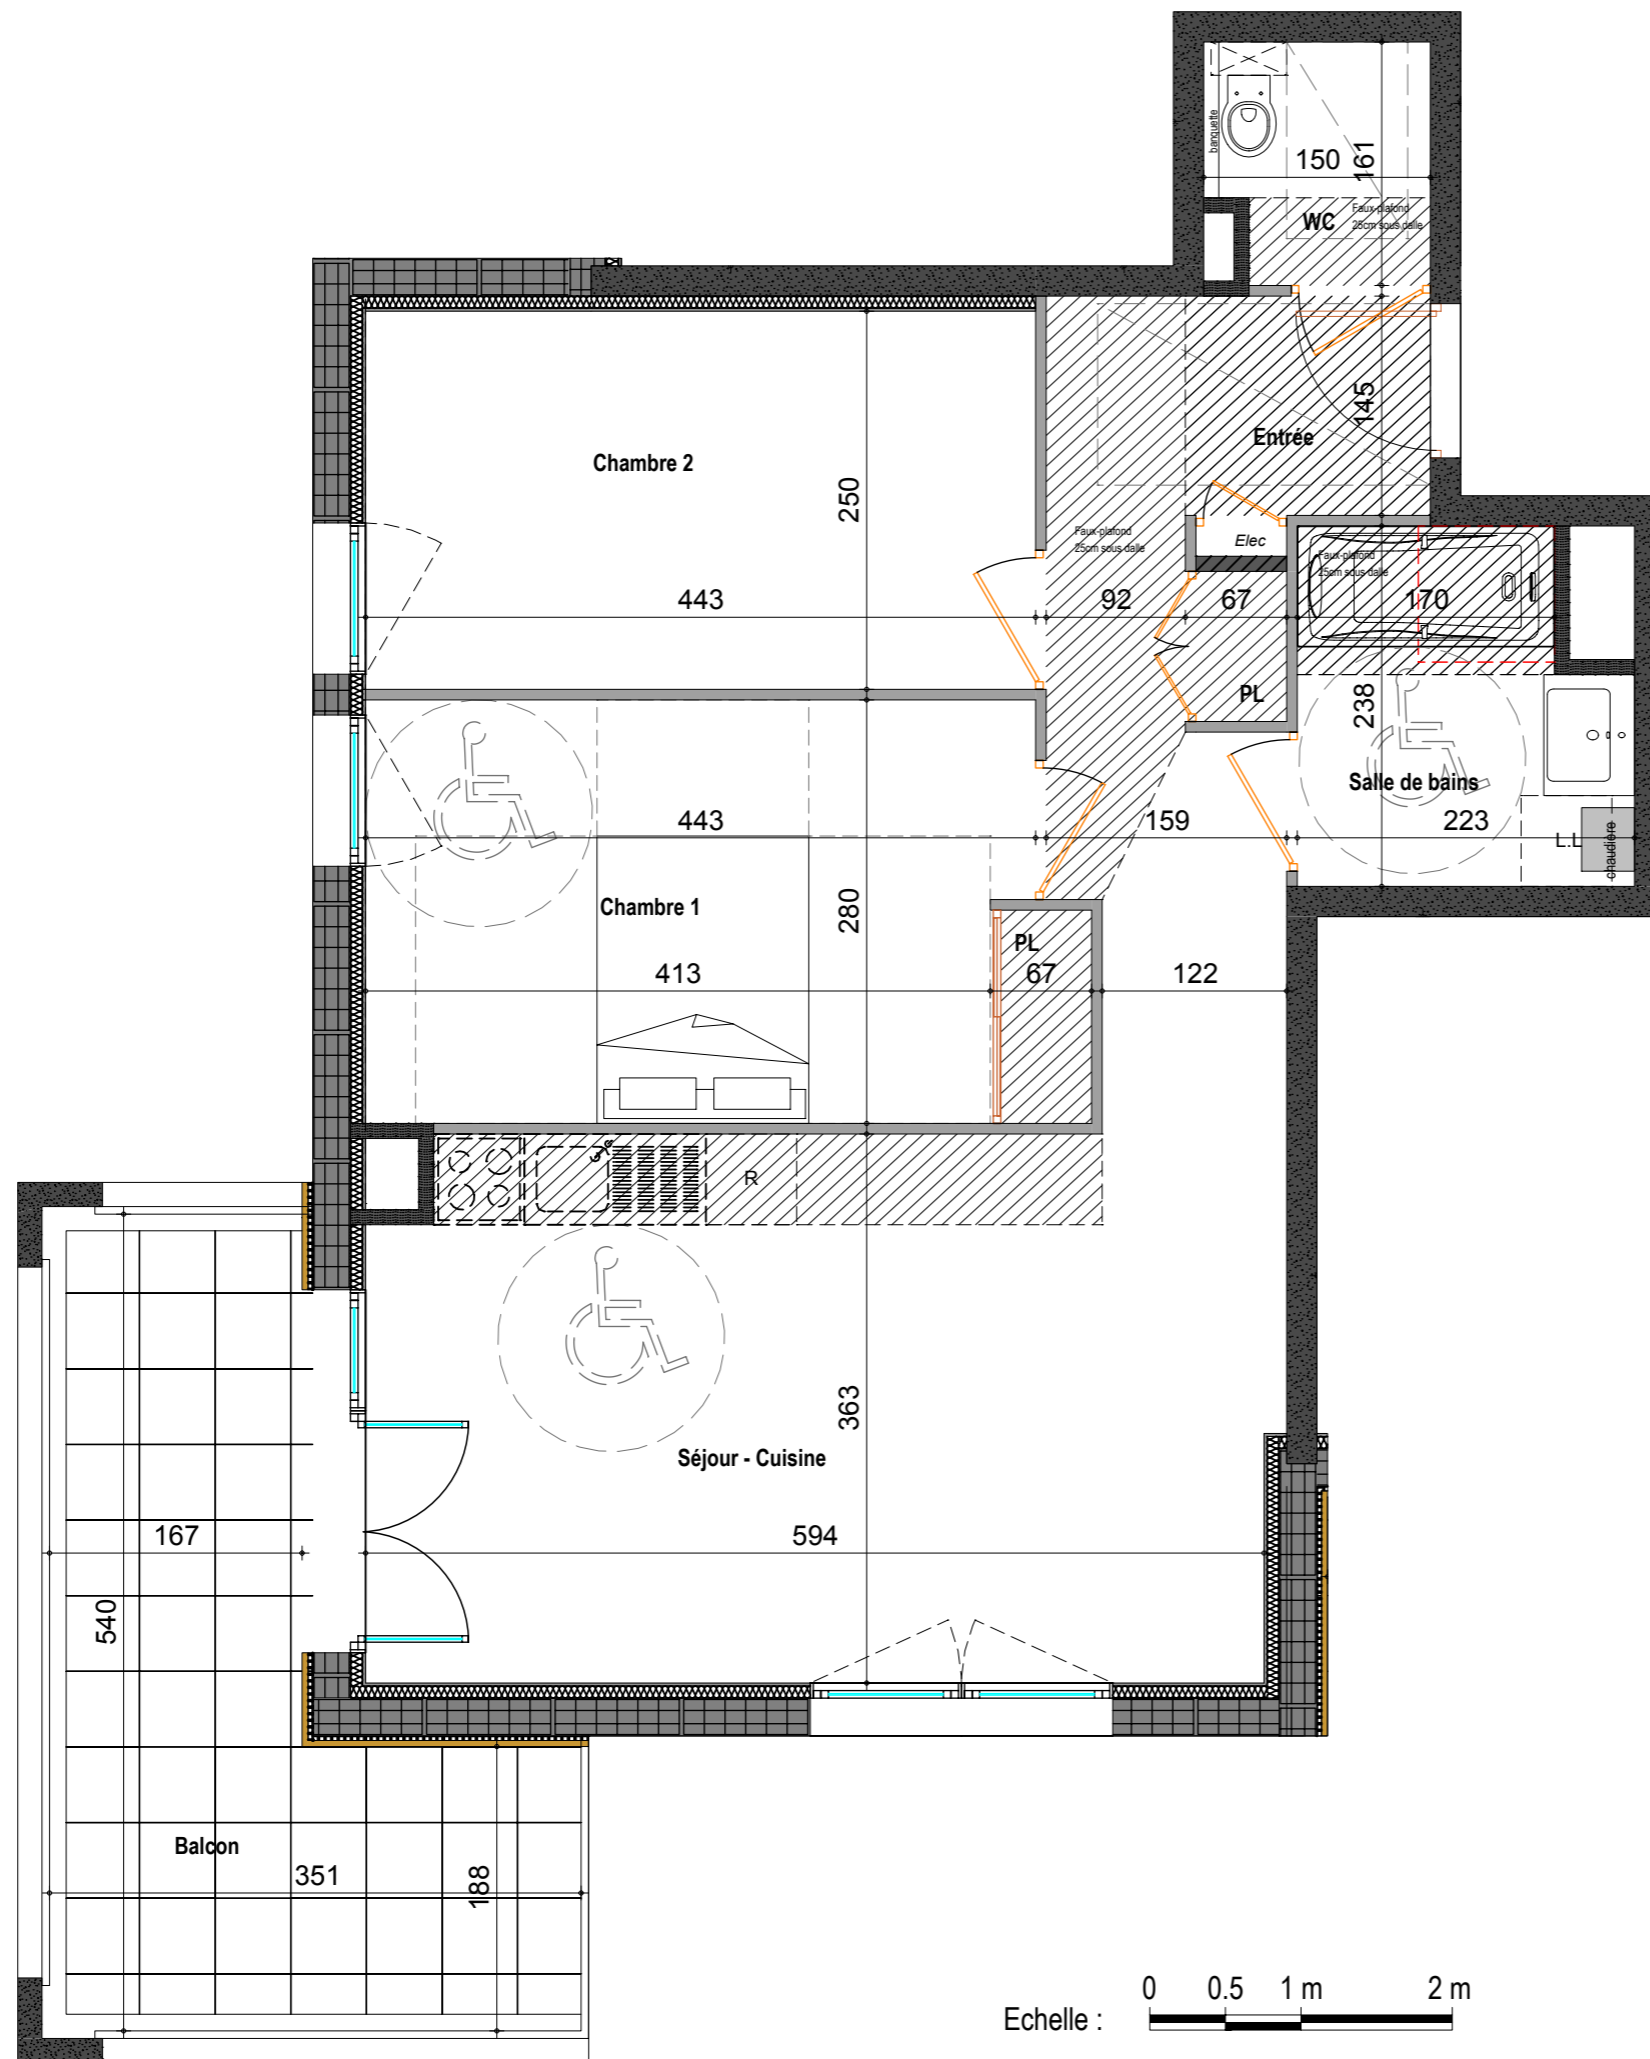 banquette
150
161
WC
Faux-plafond
25cm sous dalle
145
Entrée
Chambre 2
250
Faux-plafond
25cm sous dalle
Elec
Faux-plafond
25cm sous dalle
443
92
67
170
PL
238
Salle de bains
443
159
223
L.L
chaudière
Chambre 1
280
PL
413
67
122
R
363
Séjour - Cuisine
167
594
540
Balcon
351
188
Echelle :
0
0.5
1 m
2 m